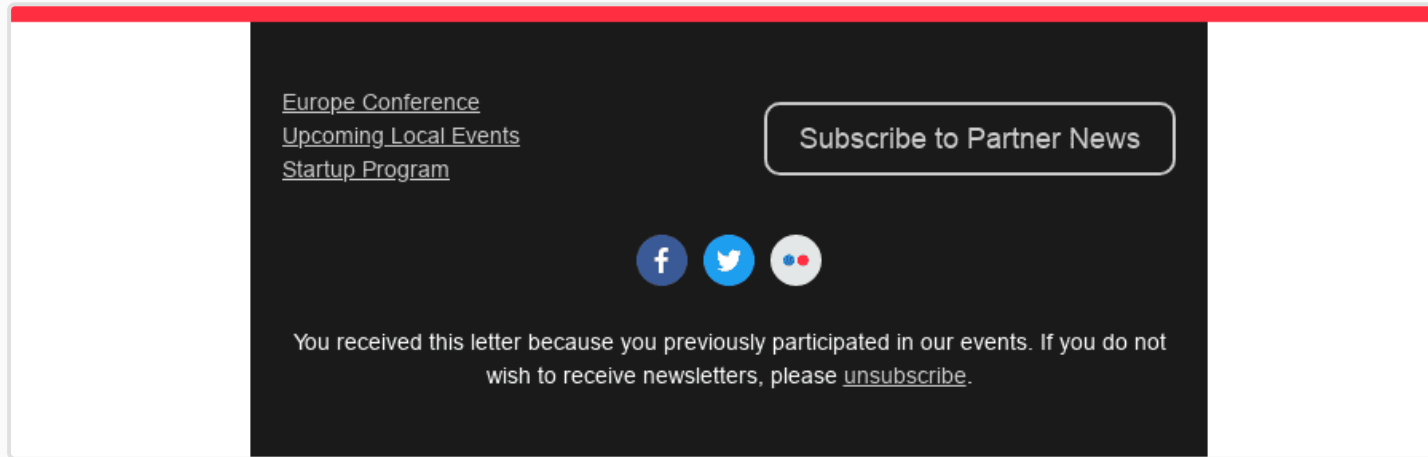 Europe Conference
Upcoming Local Events
Startup Program
Subscribe to Partner News
You received this letter because you previously participated in our events. If you do not
wish to receive newsletters, please unsubscribe.